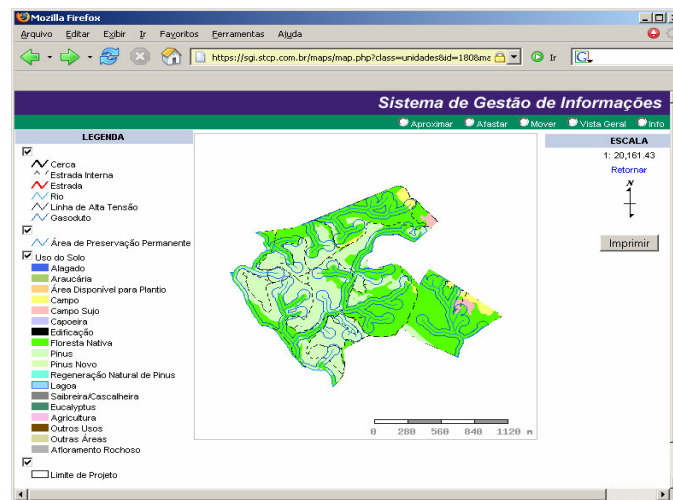 Mozilla Firefox
Arquivo Editar Exibir Ir Favoritos Ferramentas Ajuda
https://sgi.stcp.com.br/maps/map.php?class=unidades&id=180&ma
Ir
G
Sistema de Gestão de Informações
Aproximar Afastar Mover Vista Geral Info
LEGENDA
Cerca
Estrada Interna
Estrada
Rio
Linha de Alta Tensão
Gasoduto
Área de Preservação Permanente
Uso do Solo
Alagado
Araucária
Área Disponível para Plantio
Campo
Campo Sujo
Capoeira
Edificação
Floresta Nativa
Pinus
Pinus Novo
Regeneração Natural de Pinus
Lagoa
Saibreira/Cascalheira
Eucalyptus
Agricultura
Outros Usos
Outras Áreas
Afloramento Rochoso
Limite de Projeto
0 280 560 840 1120 m
ESCALA
1: 20,161.43
Retornar
N
Imprimir